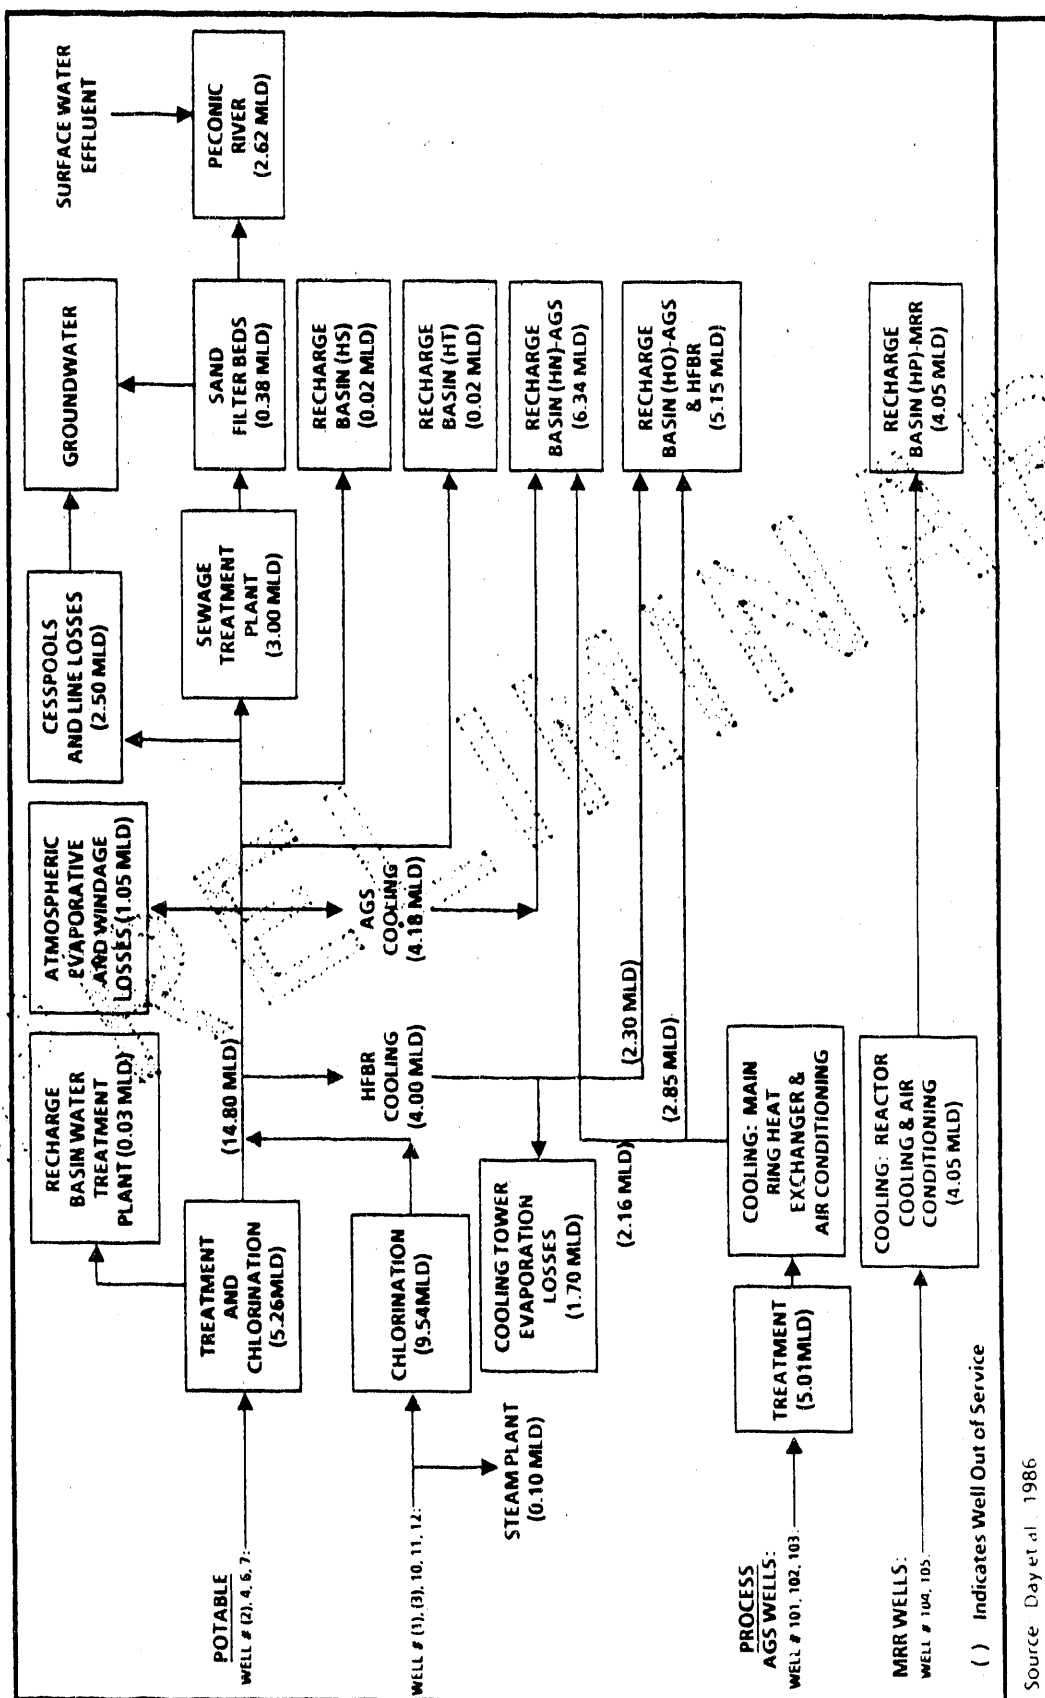 POTABLE
WELL # (2), 4, 6, 7:
TREATMENT
AND
CHLORINATION
(5.26MLD)
RECHARGE
BASIN WATER
TREATMENT
PLANT (0.03 MLD)
(14.80 MLD)
ATMOSPHERIC
EVAPORATIVE
AND WINDAGE
LOSSES (1.05 MLD)
CESSPOOLS
AND LINE LOSSES
(2.50 MLD)
GROUNDWATER
SURFACE WATER
EFFLUENT
SEWAGE
TREATMENT
PLANT
(3.00 MLD)
SAND
FILTER BEDS
(0.38 MLD)
PECONIC
RIVER
(2.62 MLD)
RECHARGE
BASIN (HS)
(0.02 MLD)
RECHARGE
BASIN (HT)
(0.02 MLD)
WELL # (1), (3), 10, 11, 12:
CHLORINATION
(9.54MLD)
STEAM PLANT
(0.10 MLD)
HFBR
COOLING
(4.00 MLD)
AGS
COOLING
(4.18 MLD)
RECHARGE
BASIN (HN)-AGS
(6.34 MLD)
COOLING TOWER
EVAPORATION
LOSSES
(1.70 MLD)
(2.16 MLD)
(2.30 MLD)
(2.85 MLD)
RECHARGE
BASIN (HO)-AGS
& HFBR
(5.15 MLD)
PROCESS
AGS WELLS:
WELL # 101, 102, 103:
TREATMENT
(5.01MLD)
COOLING: MAIN
RING HEAT
EXCHANGER &
AIR CONDITIONING
MRR WELLS:
WELL # 104, 105:
COOLING: REACTOR
COOLING & AIR
CONDITIONING
(4.05 MLD)
RECHARGE
BASIN (HP)-MRR
(4.05 MLD)
( ) Indicates Well Out of Service
Source: Day et al. 1986